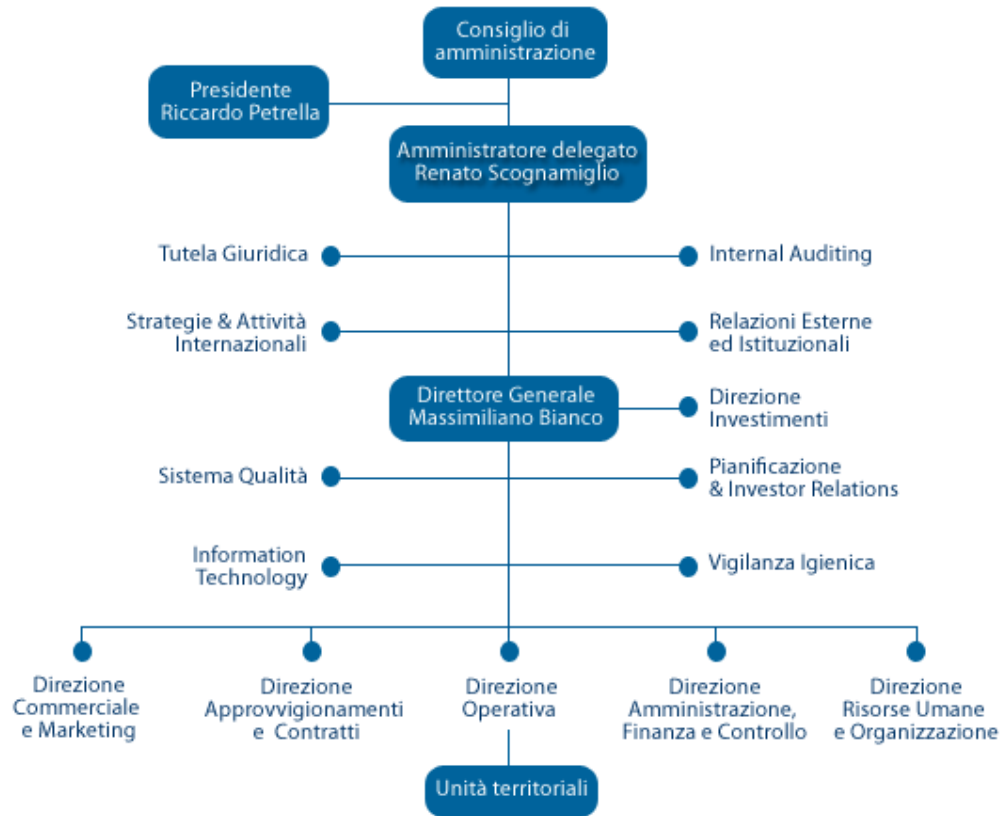 Consiglio di
amministrazione
Presidente
Riccardo Petrella
Amministratore delegato
Renato Scognamiglio
Tutela Giuridica
Internal Auditing
Strategie & Attività
Internazionali
Relazioni Esterne
ed Istituzionali
Direttore Generale
Massimiliano Bianco
Direzione
Investimenti
Sistema Qualità
Pianificazione
& Investor Relations
Information
Technology
Vigilanza Igienica
Direzione
Commerciale
e Marketing
Direzione
Approvvigionamenti
e Contratti
Direzione
Operativa
Direzione
Amministrazione,
Finanza e Controllo
Direzione
Risorse Umane
e Organizzazione
Unità territoriali